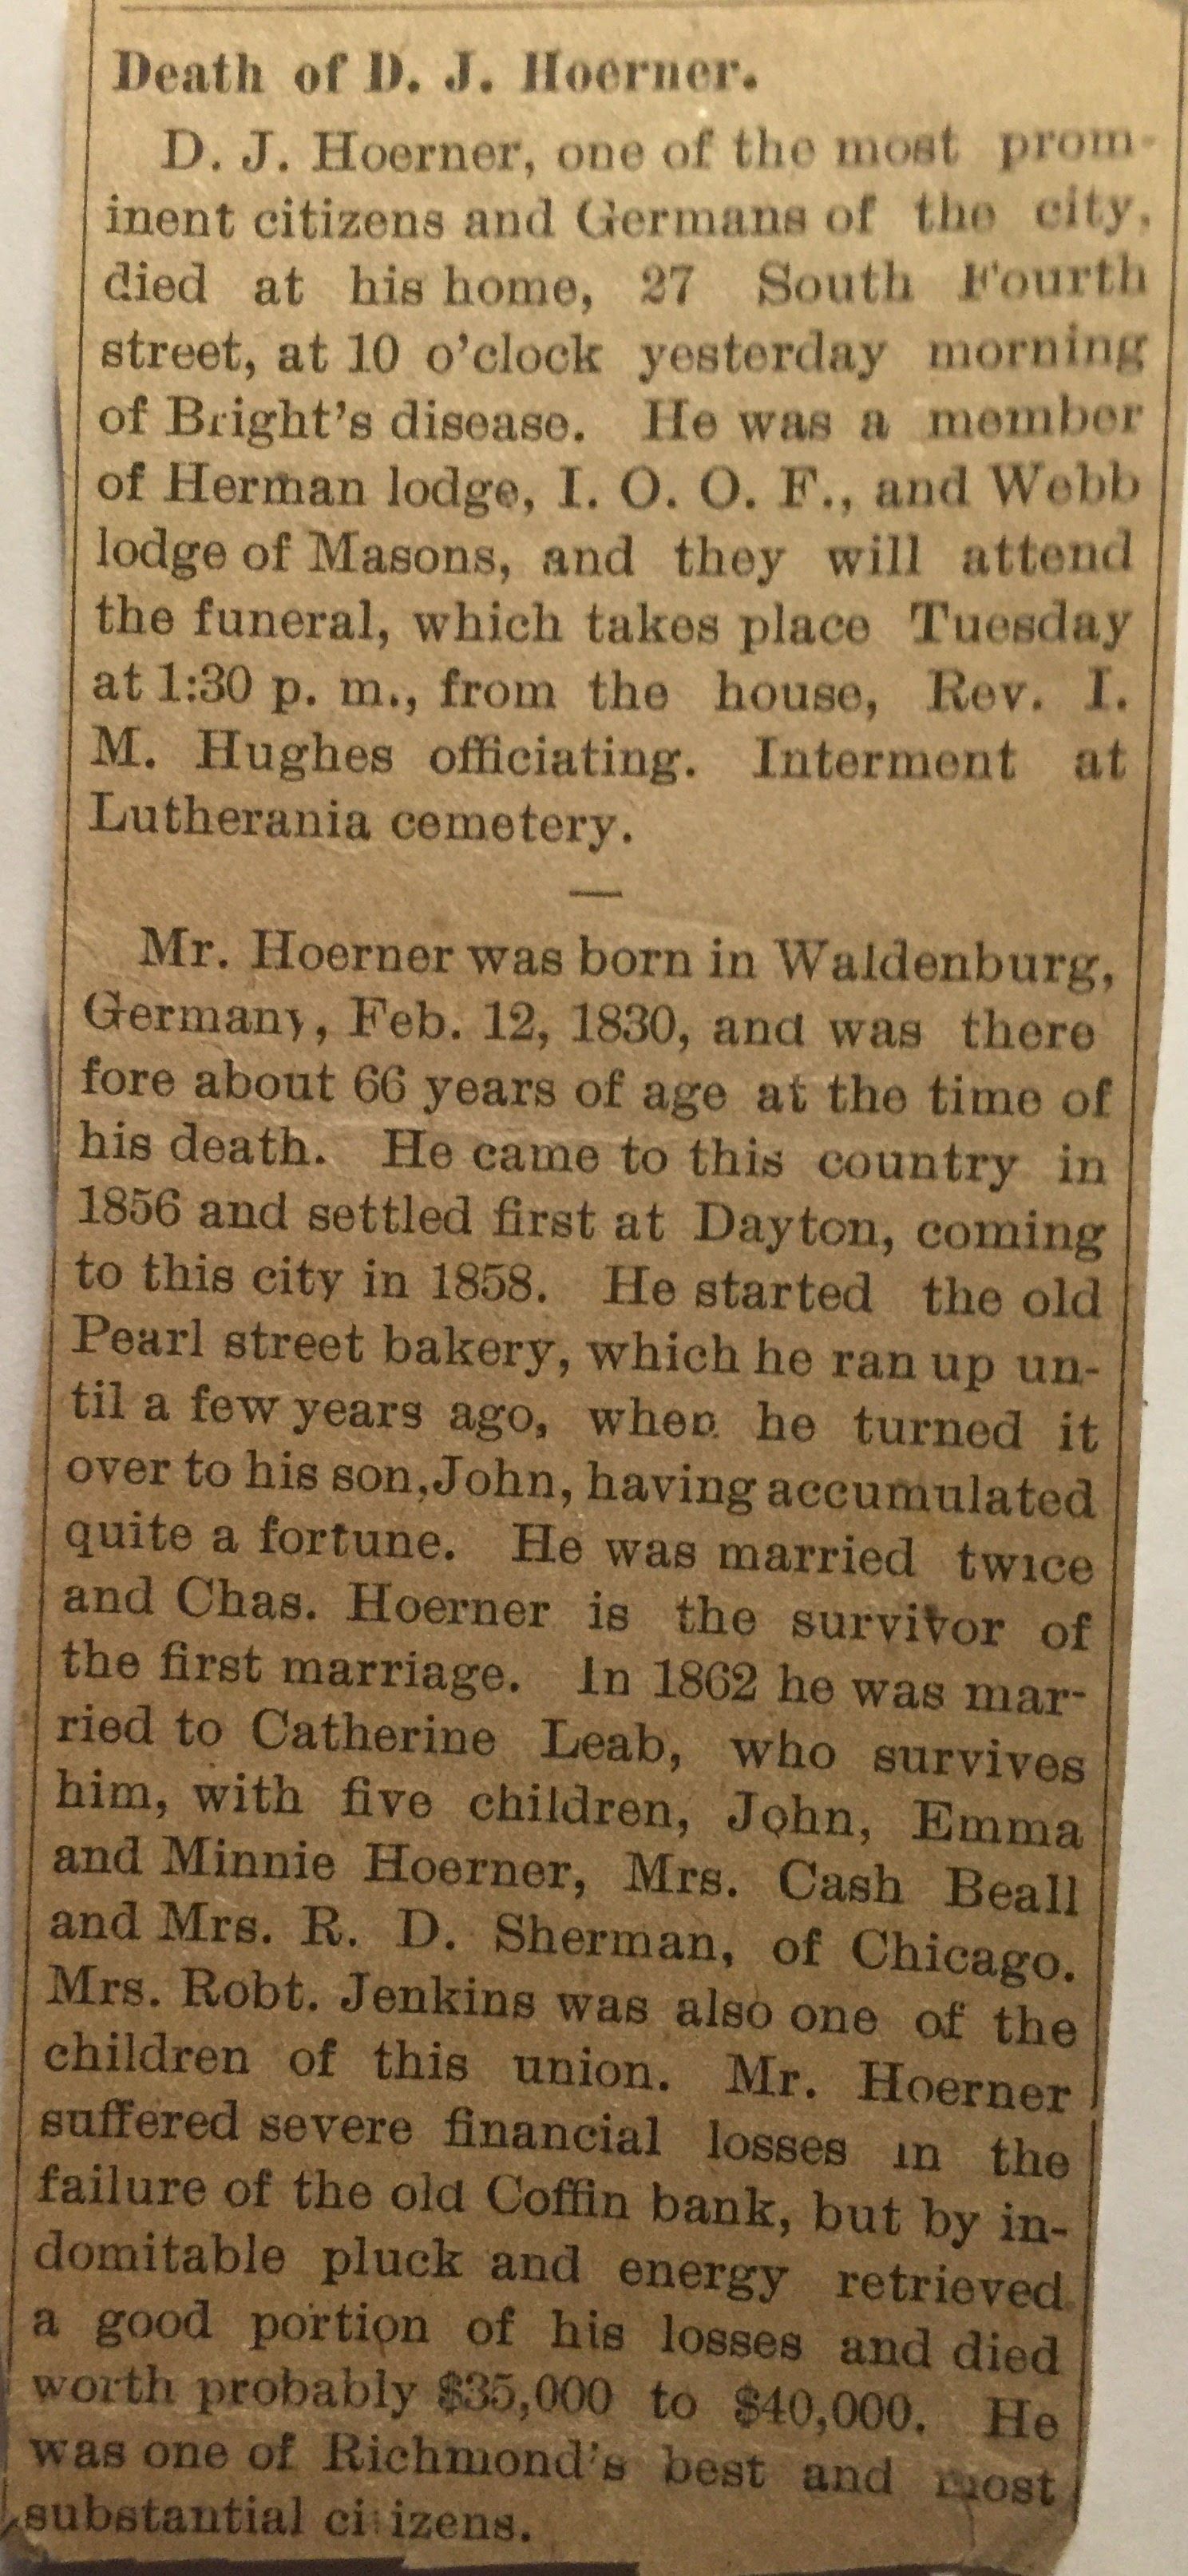 Death of D. J. Hoerner.
D. J. Hoerner, one of the most prom-
inent citizens and Germans of the city,
died at his home, 27 South Fourth
street, at 10 o'clock yesterday morning
of Bright's disease. He was a member
of Herman lodge, I. O. O. F., and Webb
lodge of Masons, and they will attend
the funeral, which takes place Tuesday
at 1:30 p. m., from the house, Rev. I.
M. Hughes officiating. Interment at
Lutherania cemetery.
—
Mr. Hoerner was born in Waldenburg,
Germany, Feb. 12, 1830, and was there
fore about 66 years of age at the time of
his death. He came to this country in
1856 and settled first at Dayton, coming
to this city in 1858. He started the old
Pearl street bakery, which he ran up un-
til a few years ago, when he turned it
over to his son, John, having accumulated
quite a fortune. He was married twice
and Chas. Hoerner is the survivor of
the first marriage. In 1862 he was mar-
ried to Catherine Leab, who survives
him, with five children, John, Emma
and Minnie Hoerner, Mrs. Cash Beall
and Mrs. R. D. Sherman, of Chicago.
Mrs. Robt. Jenkins was also one of the
children of this union. Mr. Hoerner
suffered severe financial losses in the
failure of the old Coffin bank, but by in-
domitable pluck and energy retrieved
a good portion of his losses and died
worth probably $35,000 to $40,000. He
was one of Richmond's best and most
substantial citizens.